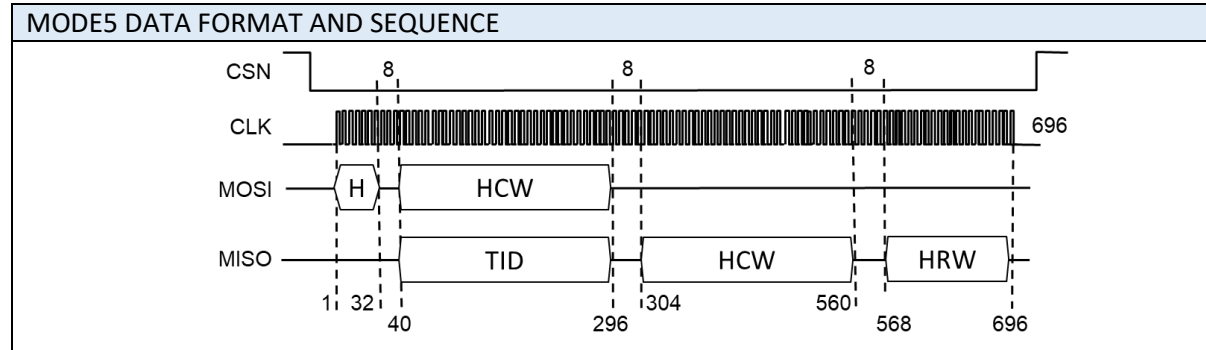 MODE5 DATA FORMAT AND SEQUENCE
CSN 8 8 8
CLK 696
MOSI H HCW
MISO TID HCW HRW
1 32 304 560
40 296 568 696